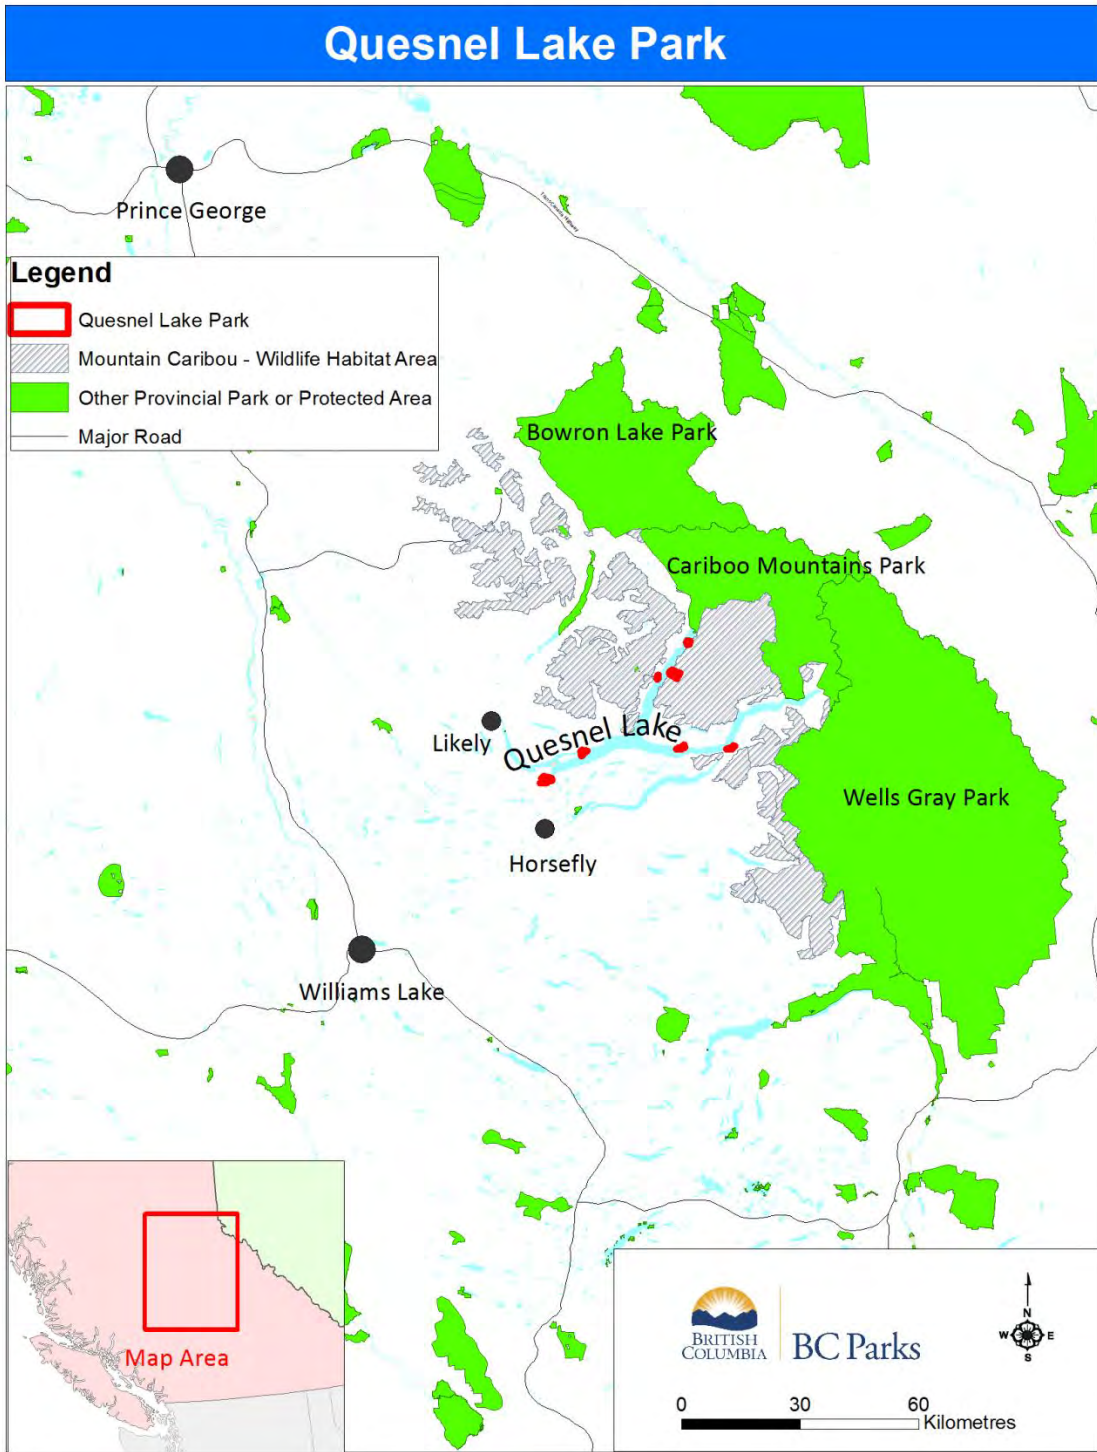 Quesnel Lake Park
Prince George
TransCanada Highway
Legend
Quesnel Lake Park
Mountain Caribou - Wildlife Habitat Area
Other Provincial Park or Protected Area
Major Road
Bowron Lake Park
Cariboo Mountains Park
Likely
Quesnel Lake
Wells Gray Park
Horsefly
Williams Lake
Map Area
BRITISH
COLUMBIA
BC Parks
N
W E
S
0 30 60
Kilometres